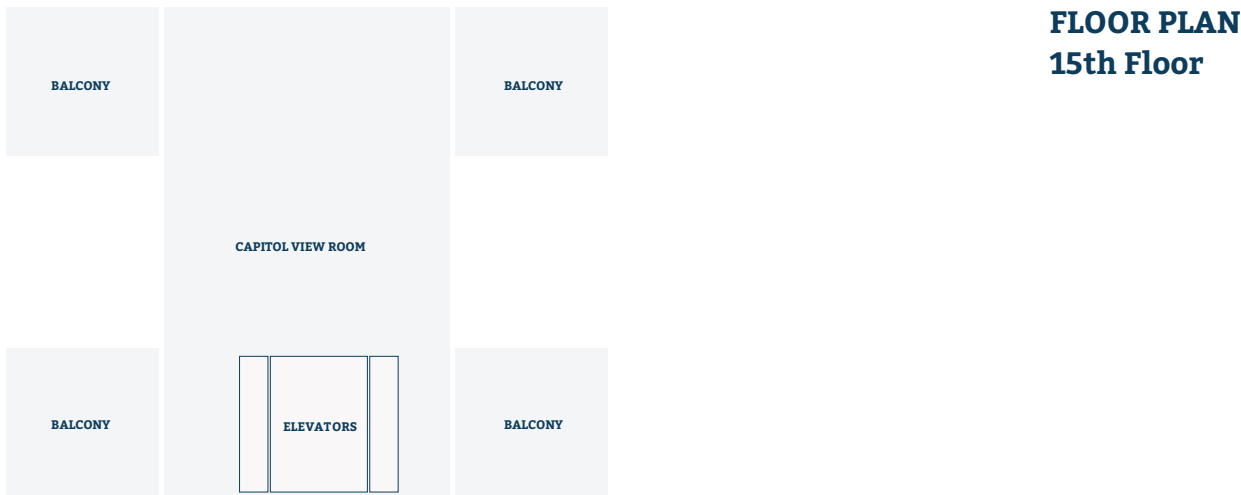 FLOOR PLAN
15th Floor
BALCONY
BALCONY
CAPITOL VIEW ROOM
BALCONY
ELEVATORS
BALCONY